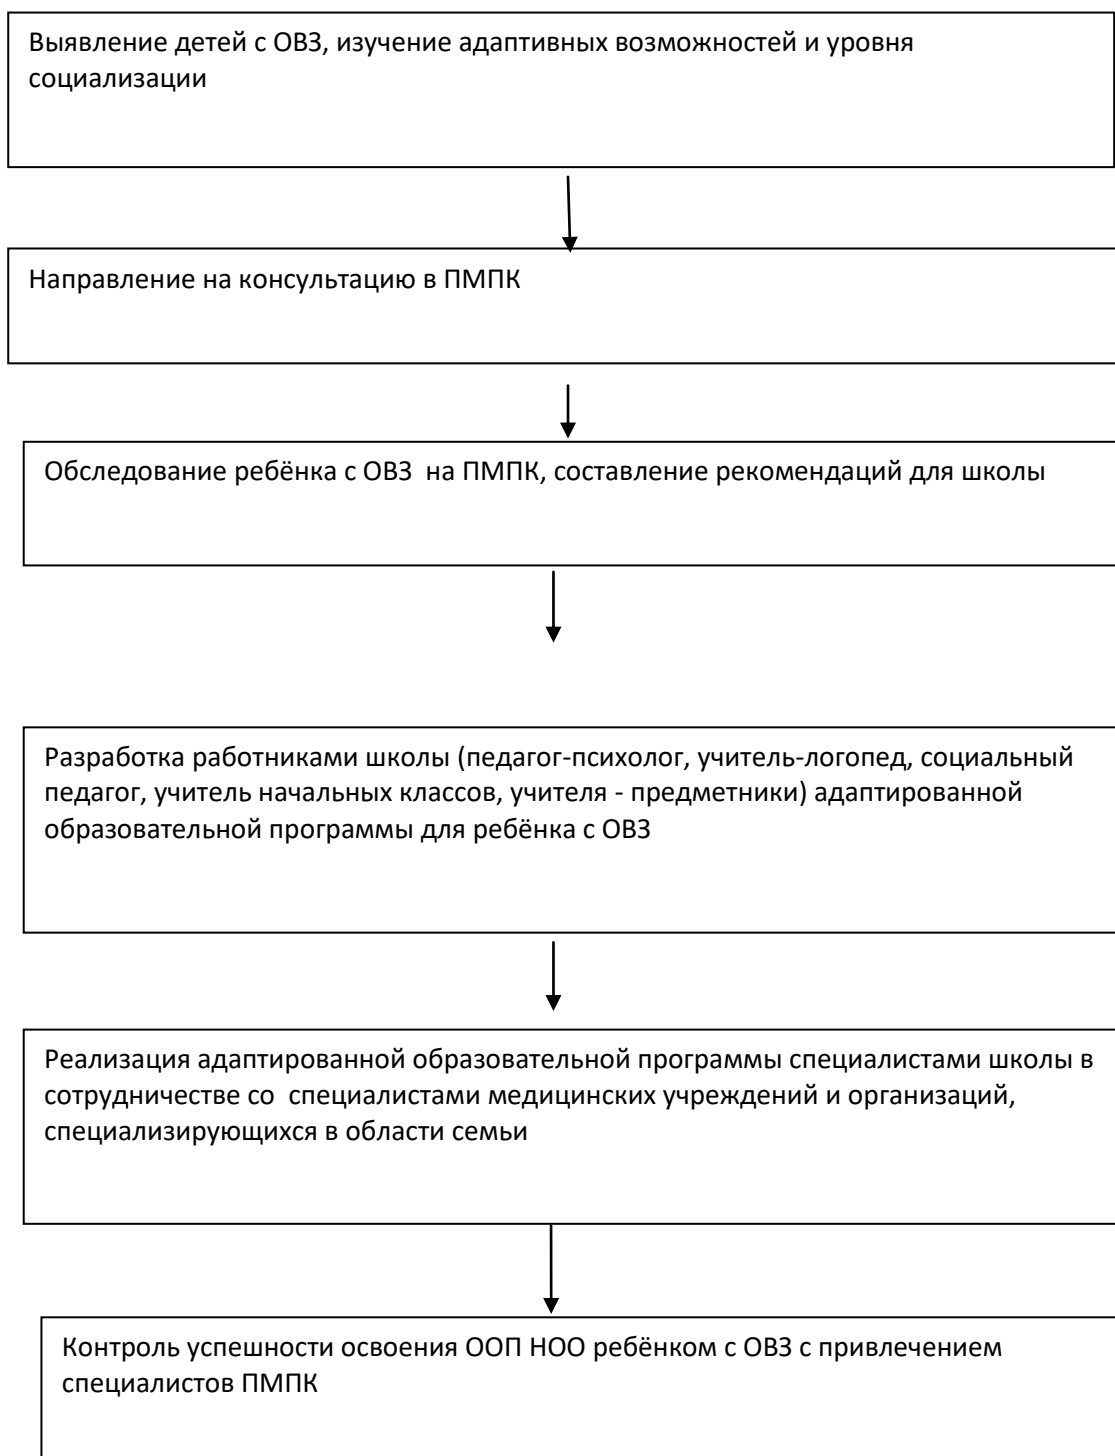 Выявление детей с ОВЗ, изучение адаптивных возможностей и уровня
социализации
Направление на консультацию в ПМПК
Обследование ребёнка с ОВЗ  на ПМПК, составление рекомендаций для школы
Разработка работниками школы (педагог-психолог, учитель-логопед, социальный
педагог, учитель начальных классов, учителя - предметники) адаптированной
образовательной программы для ребёнка с ОВЗ
Реализация адаптированной образовательной программы специалистами школы в
сотрудничестве со  специалистами медицинских учреждений и организаций,
специализирующихся в области семьи
Контроль успешности освоения ООП НОО ребёнком с ОВЗ с привлечением
специалистов ПМПК